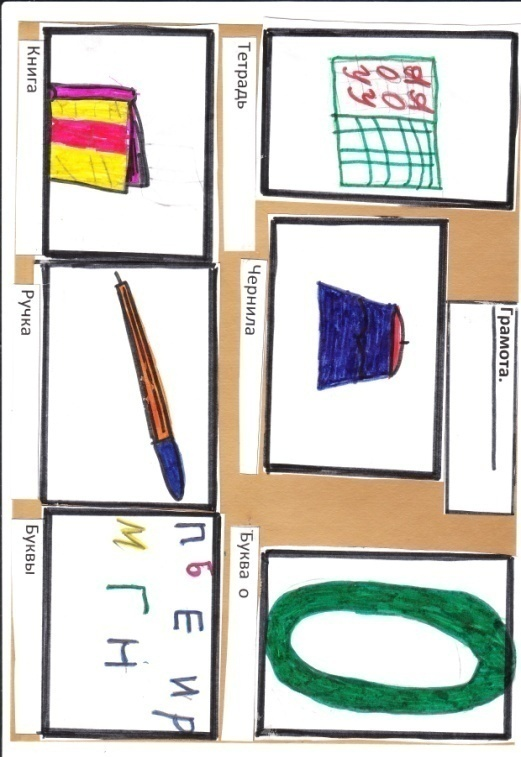 Грамота.
о о
у у
О
Тетрадь
Чернила
Буква о
П Е И Р
М Г Н
Книга
Ручка
Буквы